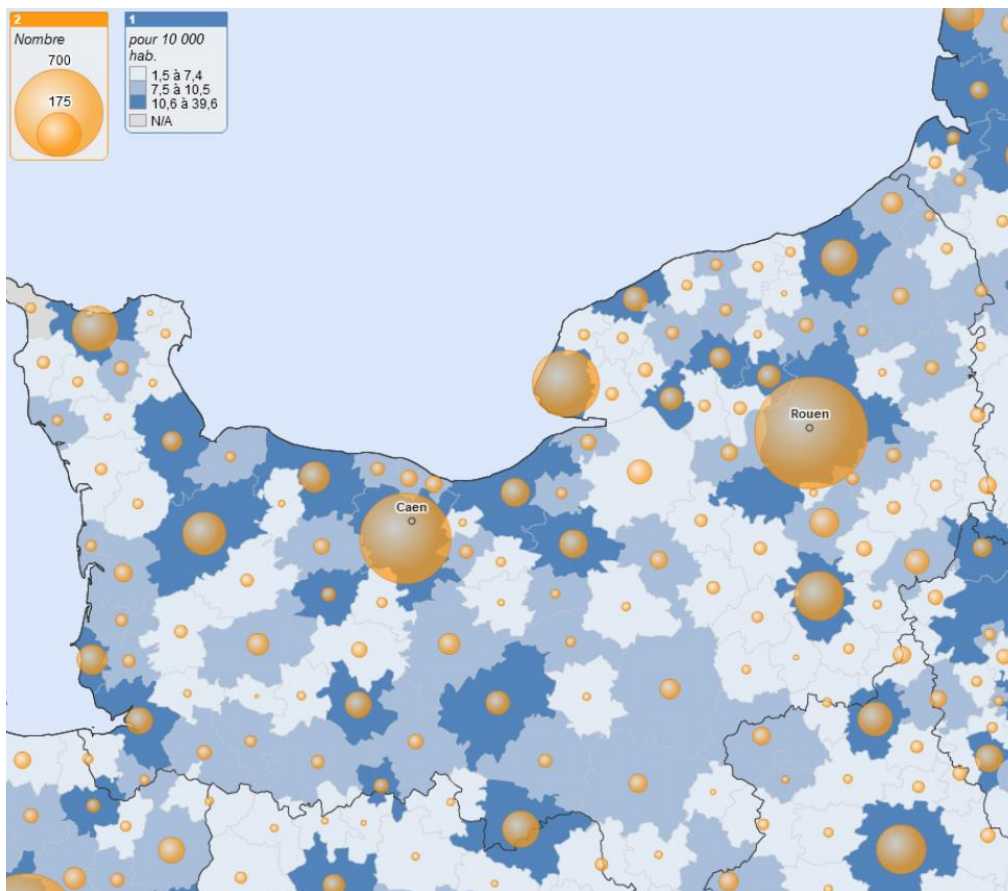 2
Nombre
700
175
1
pour 10 000
hab.
1,5 à 7,4
7,5 à 10,5
10,6 à 39,6
N/A
Rouen
Caen